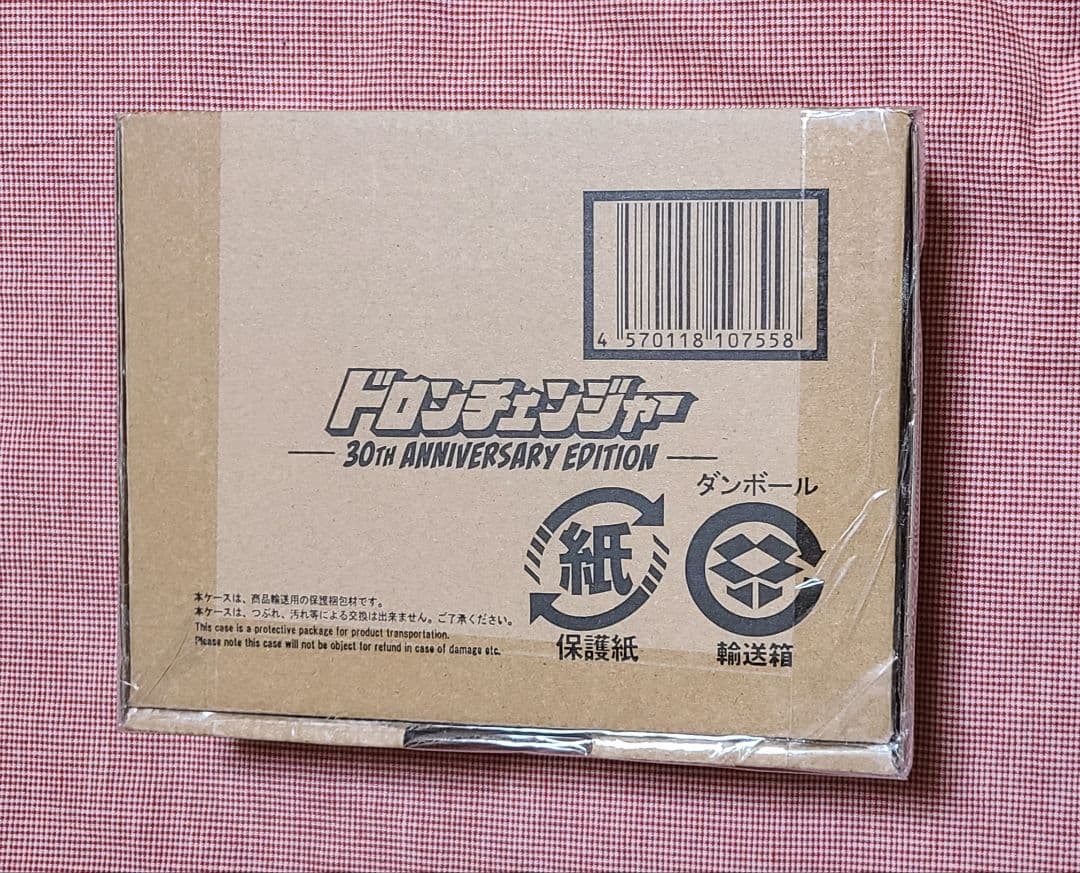 4 570118 107558
ドロンチェンジャー
30TH ANNIVERSARY EDITION
ダンボール
紙
保護紙
輸送箱
本ケースは、商品輸送用の保護梱包材です。
本ケースは、つぶれ、汚れ等による交換は出来ません。ご了承ください。
This case is a protective package for product transportation.
Please note this case will not be object for refund in case of damage etc.